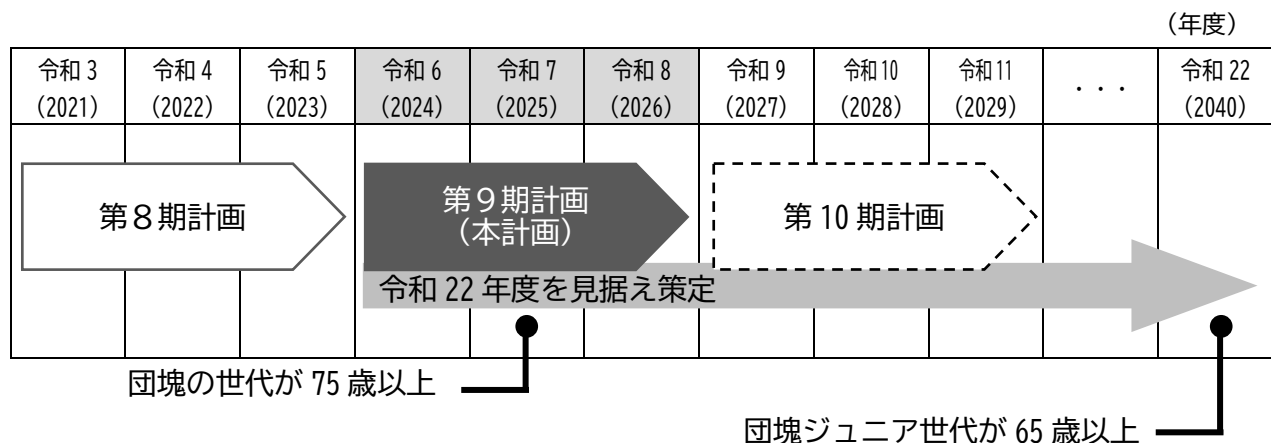 （年度）
令和 3 令和 4 令和 5 令和 6 令和 7 令和 8 令和 9 令和 10 令和 11 ・・・ 令和 22
(2021) (2022) (2023) (2024) (2025) (2026) (2027) (2028) (2029) (2040)
第８期計画
第９期計画
（本計画）
第 10 期計画
令和 22 年度を見据え策定
団塊の世代が 75 歳以上
団塊ジュニア世代が 65 歳以上